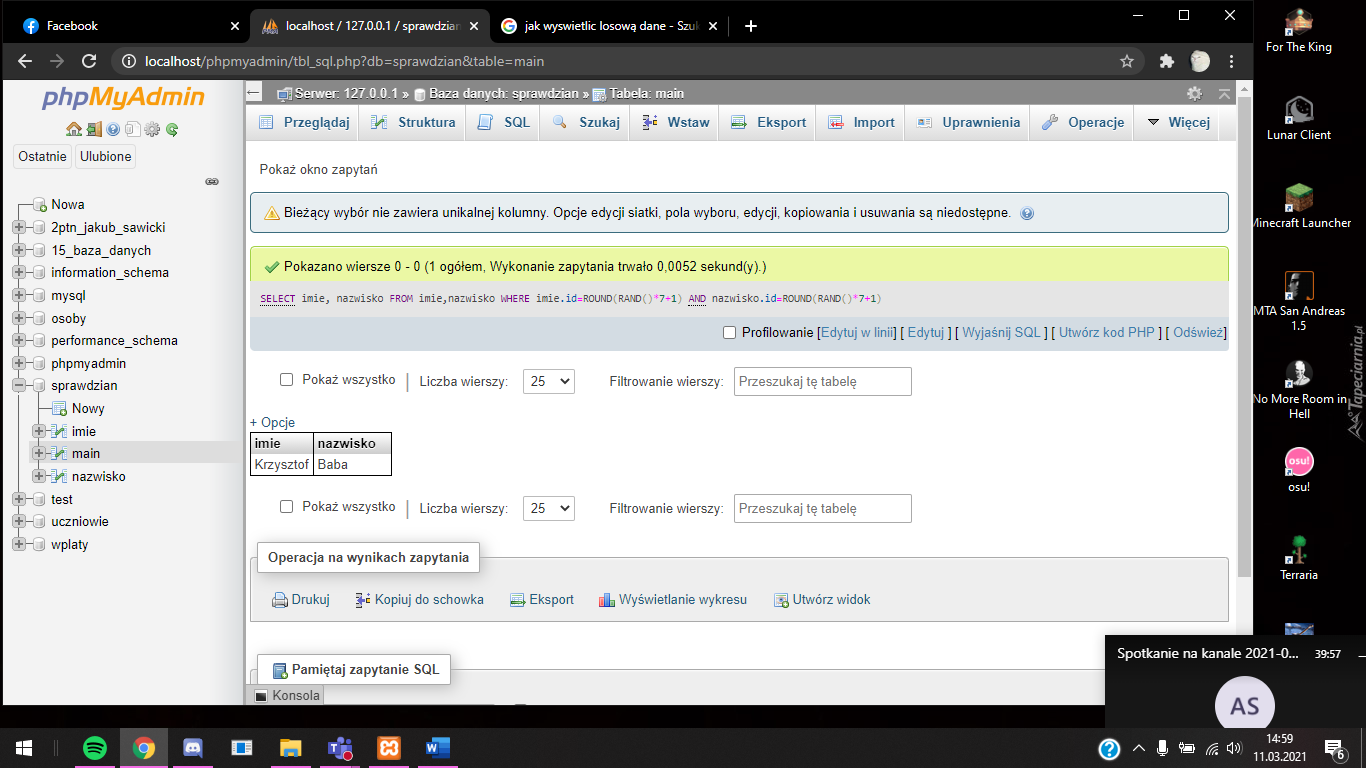 Facebook
localhost / 127.0.0.1 / sprawdzian
jak wyswietlic losową dane - Szuk
localhost/phpmyadmin/tbl_sql.php?db=sprawdzian&table=main
phpMyAdmin
Ostatnie Ulubione
Nowa
2ptn_jakub_sawicki
15_baza_danych
information_schema
mysql
osoby
performance_schema
phpmyadmin
sprawdzian
Nowy
imie
main
nazwisko
test
uczniowie
wplaty
Serwer: 127.0.0.1 » Baza danych: sprawdzian » Tabela: main
Przeglądaj Struktura SQL Szukaj Wstaw Eksport Import Uprawnienia Operacje Więcej
Pokaż okno zapytań
Bieżący wybór nie zawiera unikalnej kolumny. Opcje edycji siatki, pola wyboru, edycji, kopiowania i usuwania są niedostępne.
Pokazano wiersze 0 - 0 (1 ogółem, Wykonanie zapytania trwało 0,0052 sekund(y).)
SELECT imie, nazwisko FROM imie,nazwisko WHERE imie.id=ROUND(RAND()*7+1) AND nazwisko.id=ROUND(RAND()*7+1)
Profilowanie [Edytuj w linii] [ Edytuj ] [ Wyjaśnij SQL ] [ Utwórz kod PHP ] [ Odśwież]
Pokaż wszystko | Liczba wierszy: 25 Filtrowanie wierszy: Przeszukaj tę tabelę
+ Opcje
imie nazwisko
Krzysztof Baba
Pokaż wszystko | Liczba wierszy: 25 Filtrowanie wierszy: Przeszukaj tę tabelę
Operacja na wynikach zapytania
Drukuj Kopiuj do schowka Eksport Wyświetlanie wykresu Utwórz widok
Pamiętaj zapytanie SQL
Konsola
For The King
Lunar Client
Minecraft Launcher
MTA San Andreas
1.5
No More Room in
Hell
osu!
osu!
Terraria
Tapeciarnia.pl
Spotkanie na kanale 2021-0... 39:57
AS
14:59
11.03.2021
6